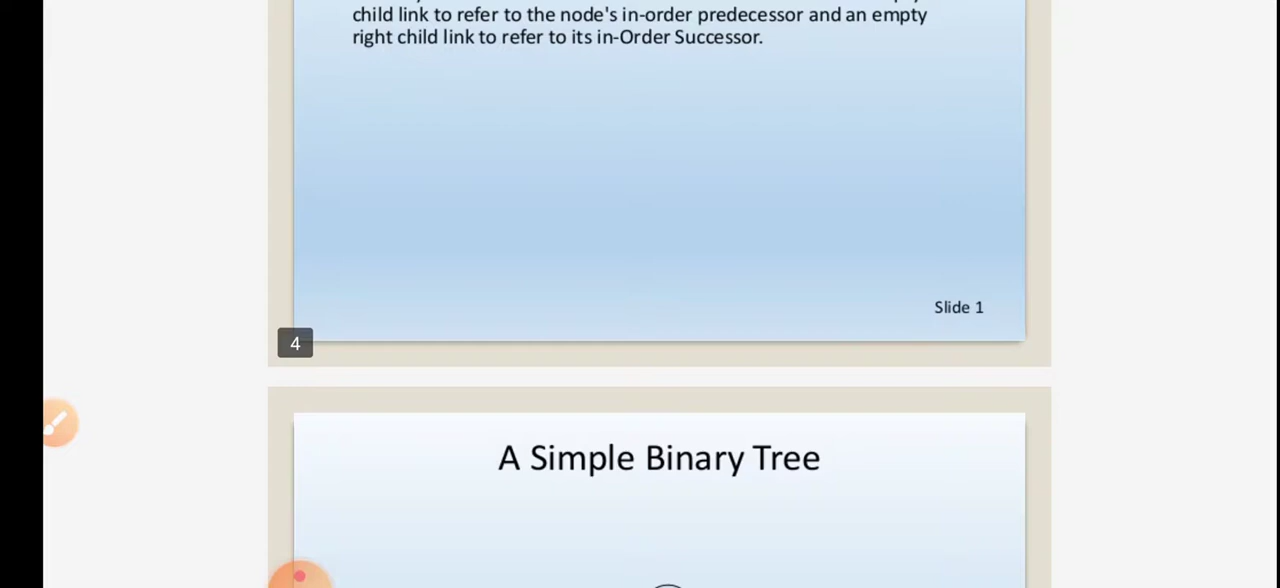 child link to refer to the node's in-order predecessor and an empty
right child link to refer to its in-Order Successor.
Slide 1
4
A Simple Binary Tree